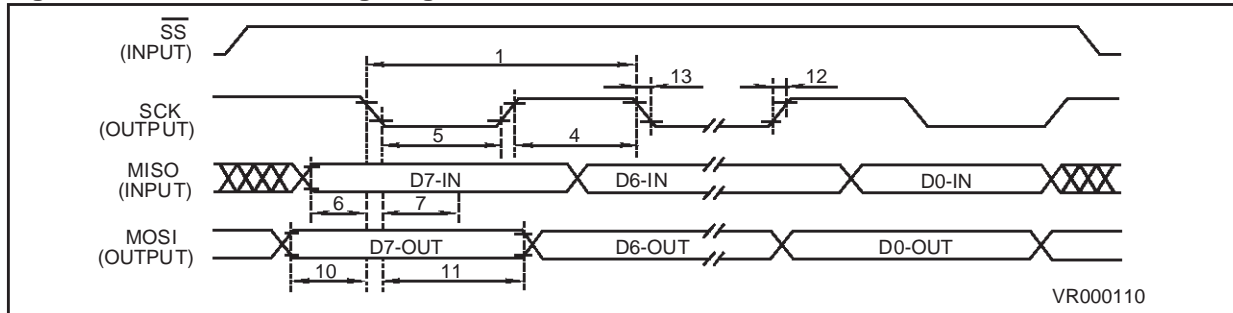 SS
(INPUT)
1
13
12
SCK
(OUTPUT)
5
4
MISO
(INPUT)
D7-IN
D6-IN
D0-IN
6
7
MOSI
(OUTPUT)
D7-OUT
D6-OUT
D0-OUT
10
11
VR000110